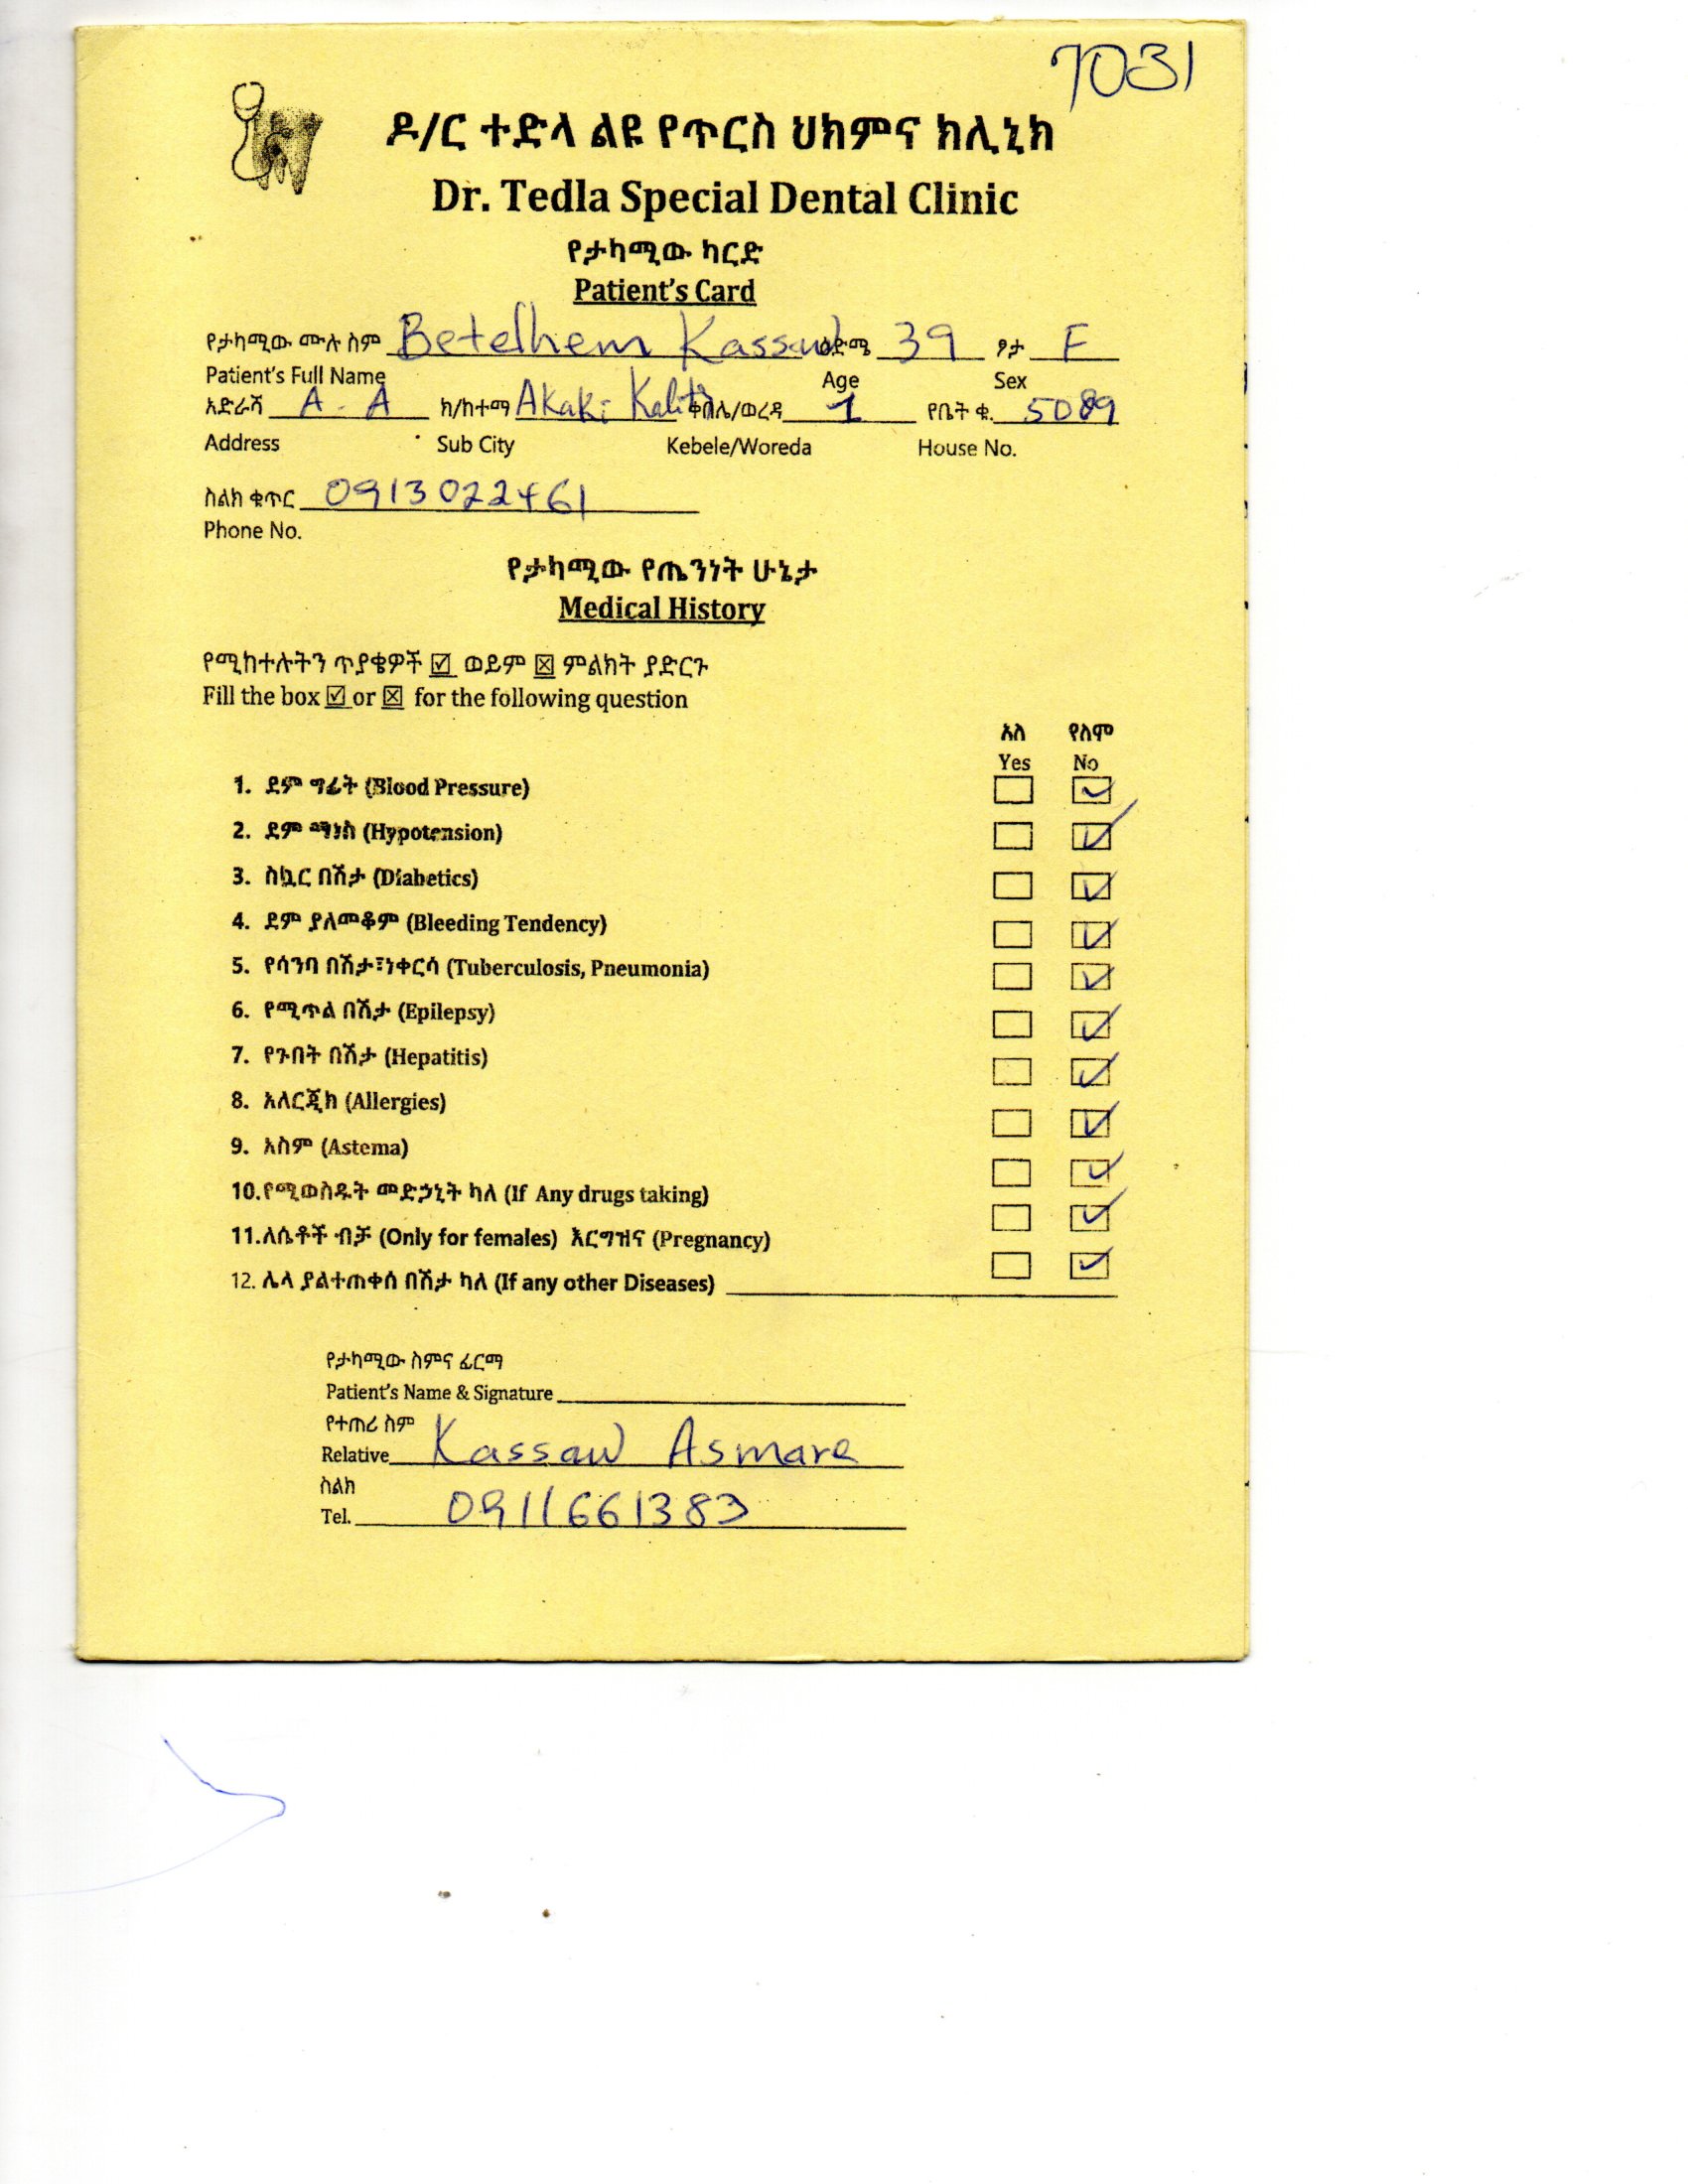 7031
ዶ/ር ተድላ ልዩ የጥርስ ህክምና ክሊኒክ
Dr. Tedla Special Dental Clinic
የታካሚው ካርድ
Patient's Card
የታካሚው ሙሉ ስም Betelhem Kassaw ዕድሜ 39 ፆታ F
Patient's Full Name Age Sex
አድራሻ A.A ክ/ከተማ Akaki Kaliti ቀበሌ/ወረዳ 1 የቤት ቁ. 5089
Address Sub City Kebele/Woreda House No.
ስልክ ቁጥር 0913022461
Phone No.
የታካሚው የጤንነት ሁኔታ
Medical History
የሚከተሉትን ጥያቄዎች ☑ ወይም ☒ ምልክት ያድርጉ
Fill the box ☑ or ☒ for the following question
አለ የለም
Yes No
1. ደም ግፊት (Blood Pressure)
2. ደም ማነስ (Hypotension)
3. ስኳር በሽታ (Diabetics)
4. ደም ያለመቆም (Bleeding Tendency)
5. የሳንባ በሽታ፣ነቀርሳ (Tuberculosis, Pneumonia)
6. የሚጥል በሽታ (Epilepsy)
7. የጉበት በሽታ (Hepatitis)
8. አለርጂክ (Allergies)
9. አስም (Astema)
10.የሚወስዱት መድኃኒት ካለ (If Any drugs taking)
11.ለሴቶች ብቻ (Only for females) እርግዝና (Pregnancy)
12. ሌላ ያልተጠቀሰ በሽታ ካለ (If any other Diseases)
የታካሚው ስምና ፊርማ
Patient's Name & Signature
የተጠሪ ስም
Relative Kassaw Asmare
ስልክ
Tel. 0911661383